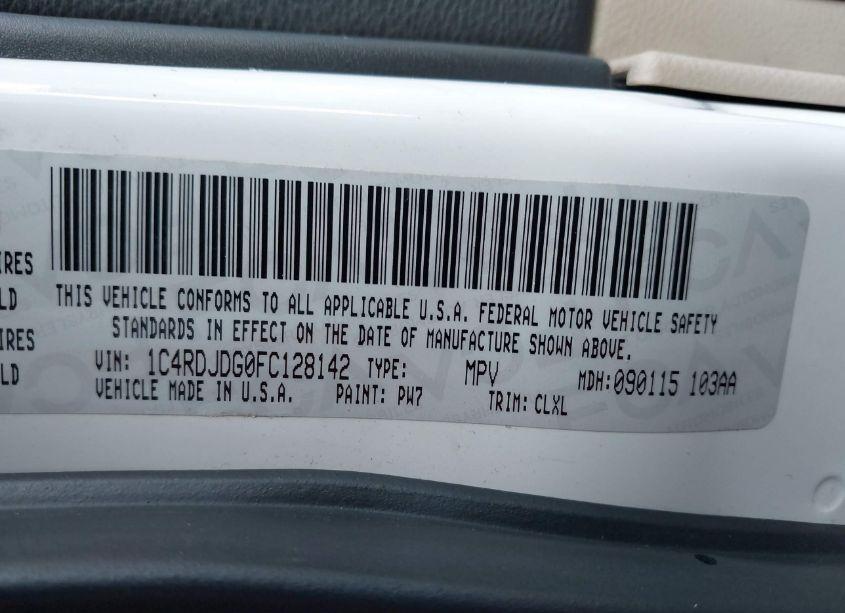 IRES
LD
IRES
LD
THIS VEHICLE CONFORMS TO ALL APPLICABLE U.S.A. FEDERAL MOTOR VEHICLE SAFETY
STANDARDS IN EFFECT ON THE DATE OF MANUFACTURE SHOWN ABOVE.
VIN: 1C4RDJDG0FC128142 TYPE: MPV MDH:090115 103AA
VEHICLE MADE IN U.S.A. PAINT: PW7 TRIM: CLXL